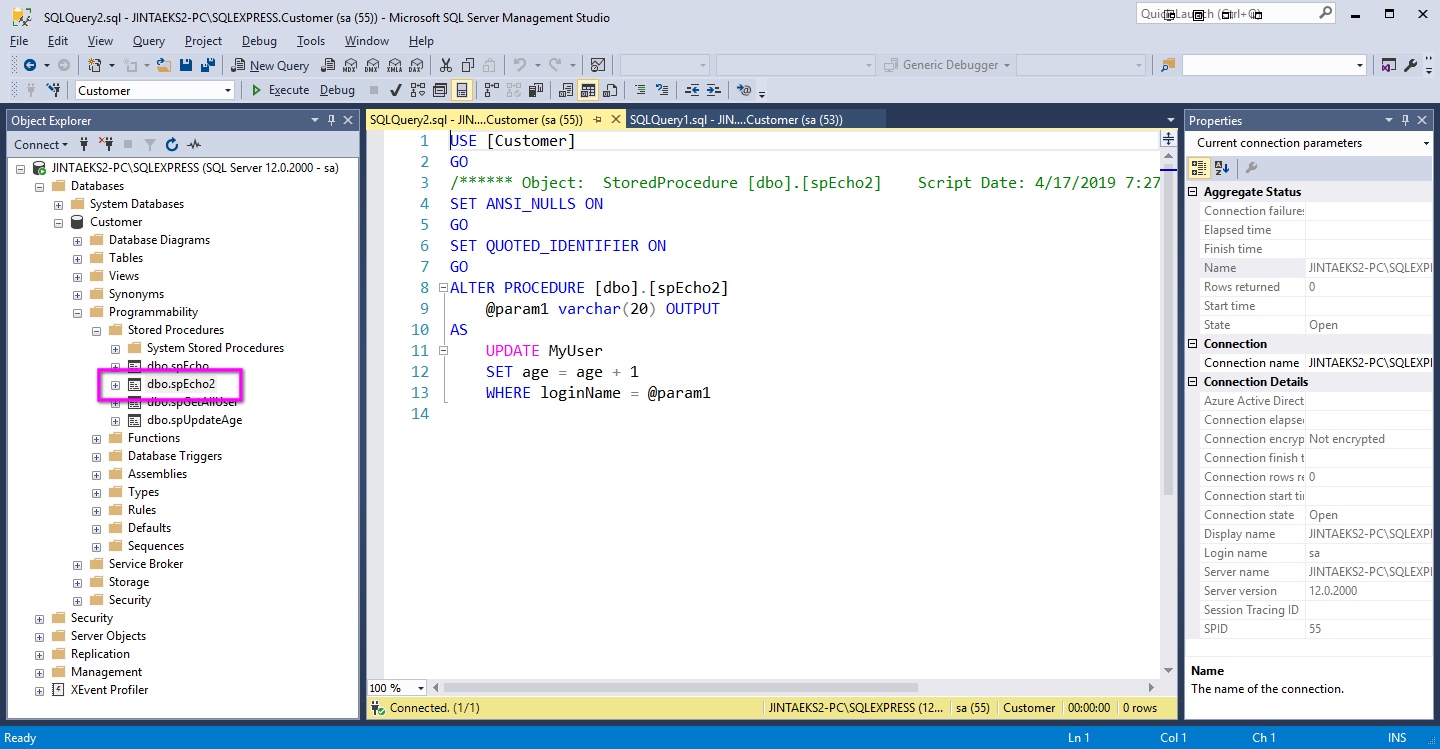 SQLQuery2.sql - JINTAEKS2-PC\SQLEXPRESS.Customer (sa (55)) - Microsoft SQL Server Management Studio
File Edit View Query Project Debug Tools Window Help
New Query MDX DMX XMLA DAX Generic Debugger
Customer Execute Debug
Object Explorer
Connect
JINTAEKS2-PC\SQLEXPRESS (SQL Server 12.0.2000 - sa)
Databases
System Databases
Customer
Database Diagrams
Tables
Views
Synonyms
Programmability
Stored Procedures
System Stored Procedures
dbo.spEcho
dbo.spEcho2
dbo.spGetAllUser
dbo.spUpdateAge
Functions
Database Triggers
Assemblies
Types
Rules
Defaults
Sequences
Service Broker
Storage
Security
Security
Server Objects
Replication
Management
XEvent Profiler
SQLQuery2.sql - JIN....Customer (sa (55)) SQLQuery1.sql - JIN....Customer (sa (53))
1 USE [Customer]
2 GO
3 /****** Object:  StoredProcedure [dbo].[spEcho2]    Script Date: 4/17/2019 7:27
4 SET ANSI_NULLS ON
5 GO
6 SET QUOTED_IDENTIFIER ON
7 GO
8 ALTER PROCEDURE [dbo].[spEcho2]
9 @param1 varchar(20) OUTPUT
10 AS
11 UPDATE MyUser
12 SET age = age + 1
13 WHERE loginName = @param1
14
100 %
Connected. (1/1) JINTAEKS2-PC\SQLEXPRESS (12... sa (55) Customer 00:00:00 0 rows
Properties
Current connection parameters
Aggregate Status
Connection failures
Elapsed time
Finish time
Name JINTAEKS2-PC\SQLEXPI
Rows returned 0
Start time
State Open
Connection
Connection name JINTAEKS2-PC\SQLEXPI
Connection Details
Azure Active Direct
Connection elapse
Connection encryp Not encrypted
Connection finish t
Connection rows re 0
Connection start ti
Connection state Open
Display name JINTAEKS2-PC\SQLEXPI
Login name sa
Server name JINTAEKS2-PC\SQLEXPI
Server version 12.0.2000
Session Tracing ID
SPID 55
Name
The name of the connection.
Ready Ln 1 Col 1 Ch 1 INS